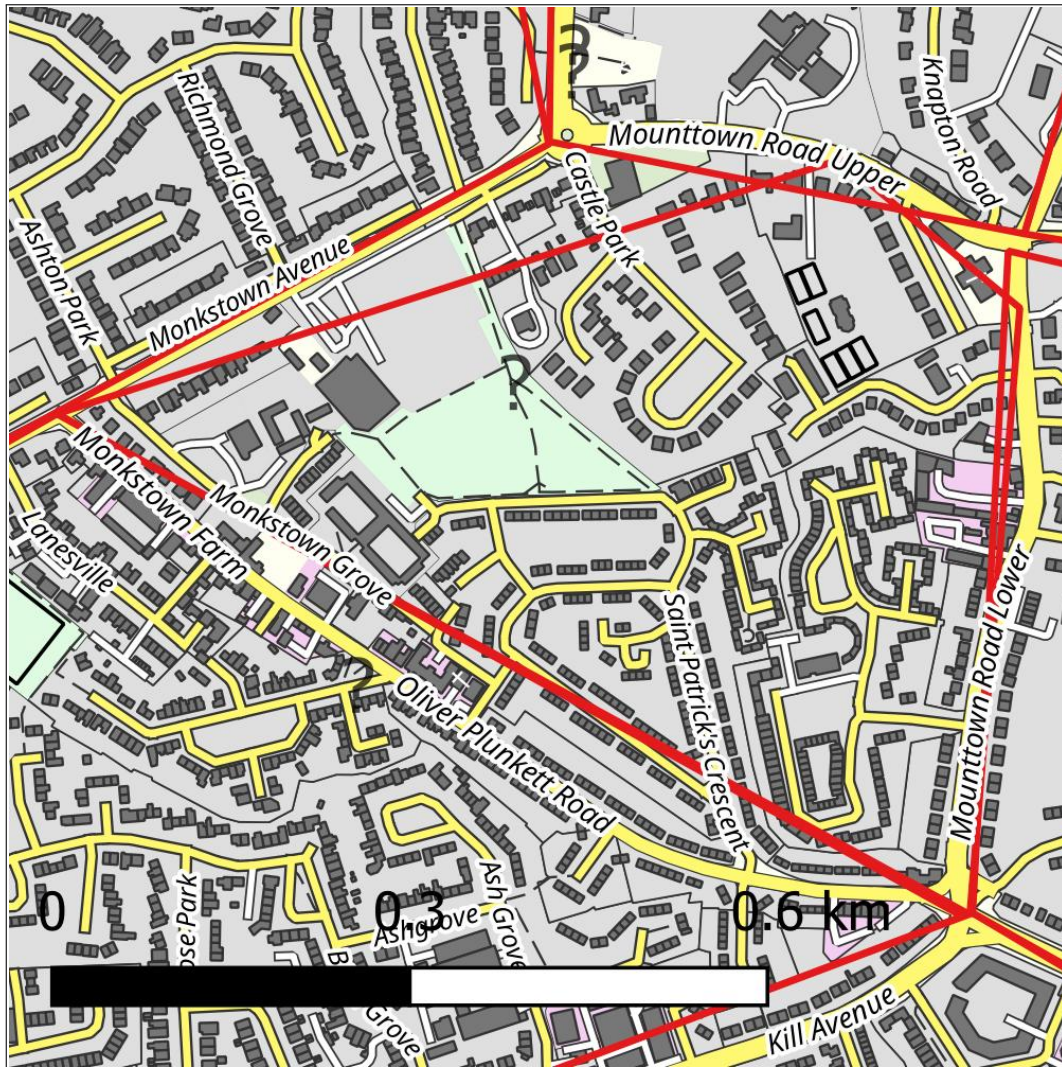 Mounttown Road Upper
Knapton Road
Richmond Grove
Castle Park
Ashton Park
Monkstown Avenue
?
?
?
Monkstown Farm
Monkstown Grove
Lanesville
Mounttown Road Lower
Saint Patrick's Crescent
?
Oliver Plunkett Road
Ash Grove
Ashgrove
0 0.3 0.6 km
Kill Avenue